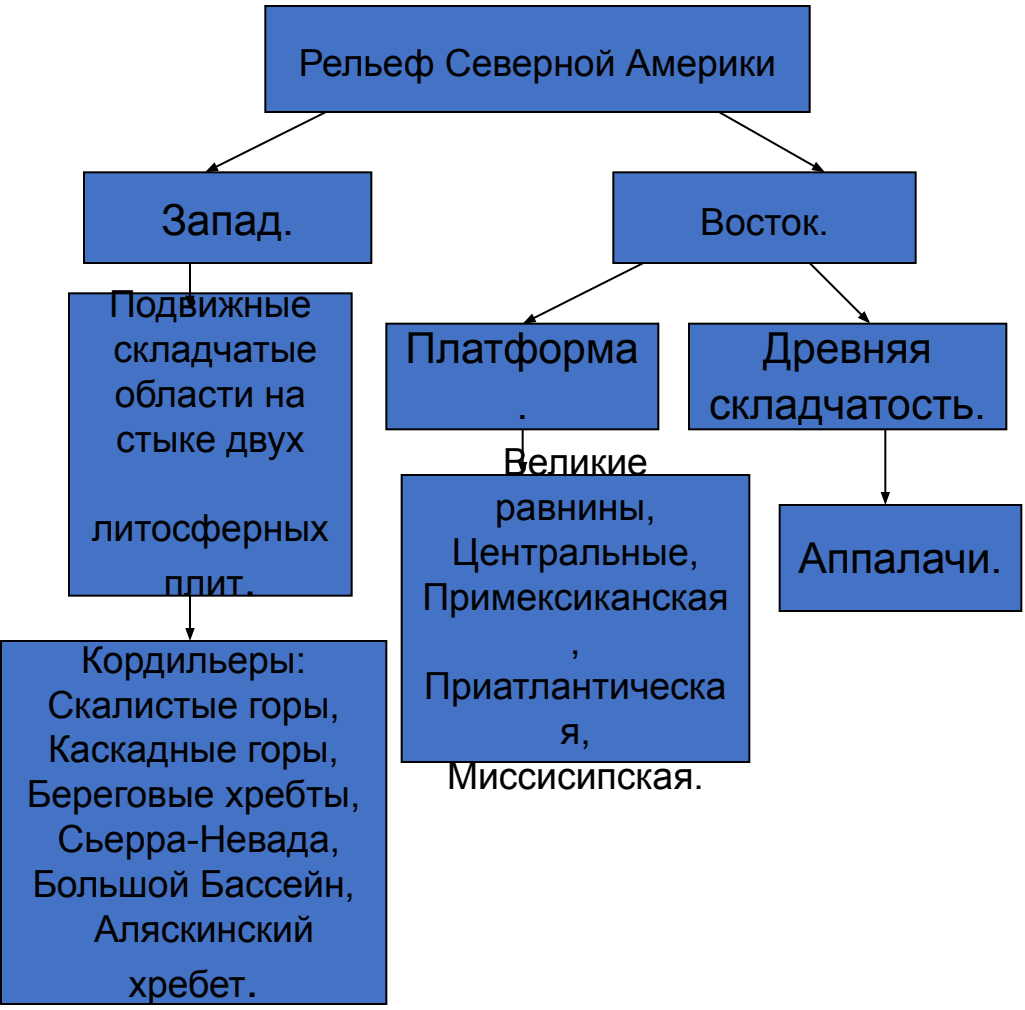 Рельеф Северной Америки
Запад.
Восток.
Подвижные
складчатые
области на
стыке двух
литосферных
плит.
Платформа
.
Древняя
складчатость.
Великие
равнины,
Центральные,
Примексиканская
,
Приатлантическа
я,
Миссисипская.
Аппалачи.
Кордильеры:
Скалистые горы,
Каскадные горы,
Береговые хребты,
Сьерра-Невада,
Большой Бассейн,
Аляскинский
хребет.